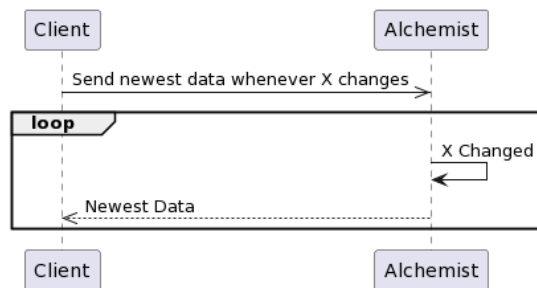 Client Alchemist
Send newest data whenever X changes
loop
X Changed
Newest Data
Client Alchemist